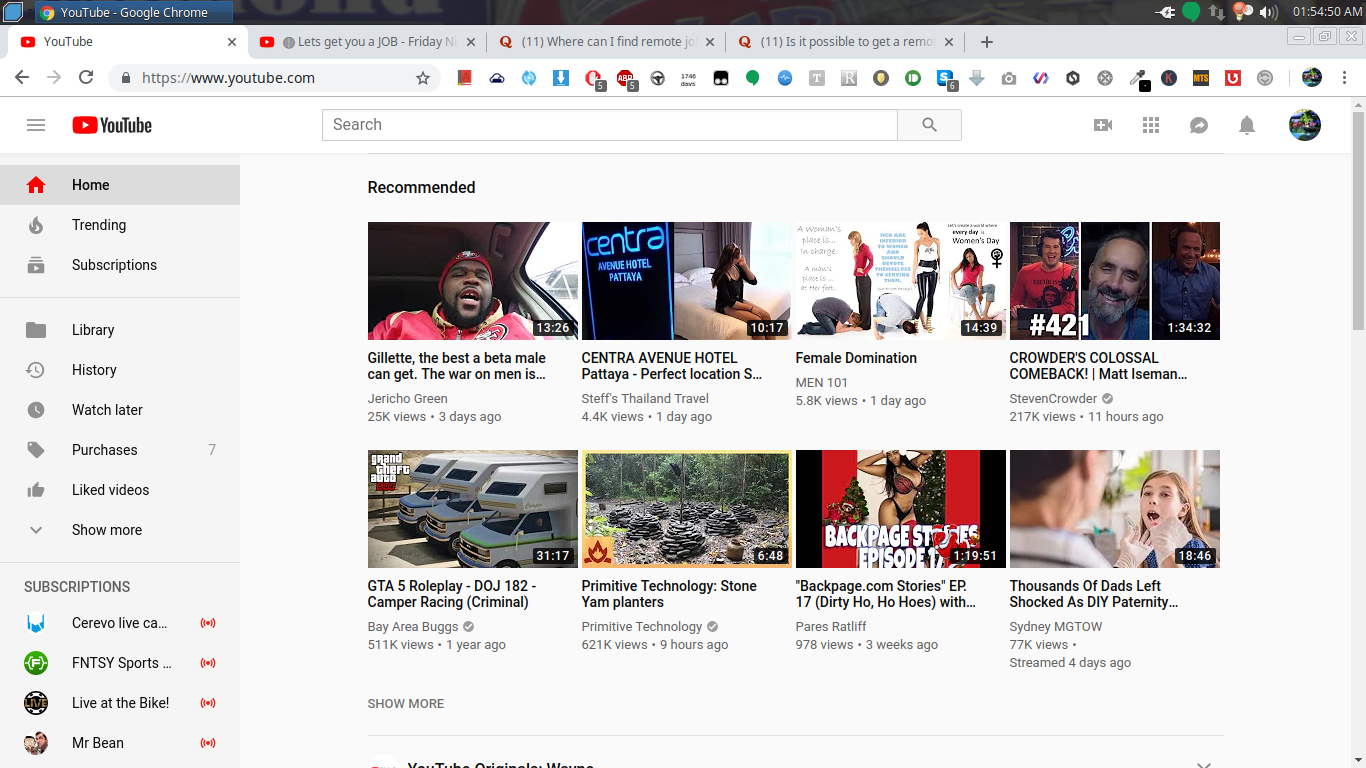 YouTube - Google Chrome
01:54:50 AM
YouTube
Lets get you a JOB - Friday Ni
(11) Where can I find remote jo
(11) Is it possible to get a remo
https://www.youtube.com
5
5
1746
days
6
MTS
YouTube
Search
Home
Trending
Subscriptions
Library
History
Watch later
Purchases 7
Liked videos
Show more
SUBSCRIPTIONS
Cerevo live ca...
FNTSY Sports ...
Live at the Bike!
Mr Bean
Recommended
13:26
Gillette, the best a beta male
can get. The war on men is...
Jericho Green
25K views • 3 days ago
centra
AVENUE HOTEL
PATTAYA
10:17
CENTRA AVENUE HOTEL
Pattaya - Perfect location S...
Steff's Thailand Travel
4.4K views • 1 day ago
A Woman's
place is...
in charge.
A man's
place is...
at Her feet.
MEN ARE
INFERIOR
TO WOMEN
AND
SHOULD
DEVOTE
THEMSELVES
TO SERVING
THEM.
Let's create a world where
every day is
Women's Day
14:39
Female Domination
MEN 101
5.8K views • 1 day ago
#421
1:34:32
CROWDER'S COLOSSAL
COMEBACK! | Matt Iseman...
StevenCrowder
217K views • 11 hours ago
grand
theft
auto
31:17
GTA 5 Roleplay - DOJ 182 -
Camper Racing (Criminal)
Bay Area Buggs
511K views • 1 year ago
6:48
Primitive Technology: Stone
Yam planters
Primitive Technology
621K views • 9 hours ago
BACKPAGE STORIES
EPISODE 17
1:19:51
"Backpage.com Stories" EP.
17 (Dirty Ho, Ho Hoes) with...
Pares Ratliff
978 views • 3 weeks ago
18:46
Thousands Of Dads Left
Shocked As DIY Paternity...
Sydney MGTOW
77K views •
Streamed 4 days ago
SHOW MORE
YouTube Originals: Wayne